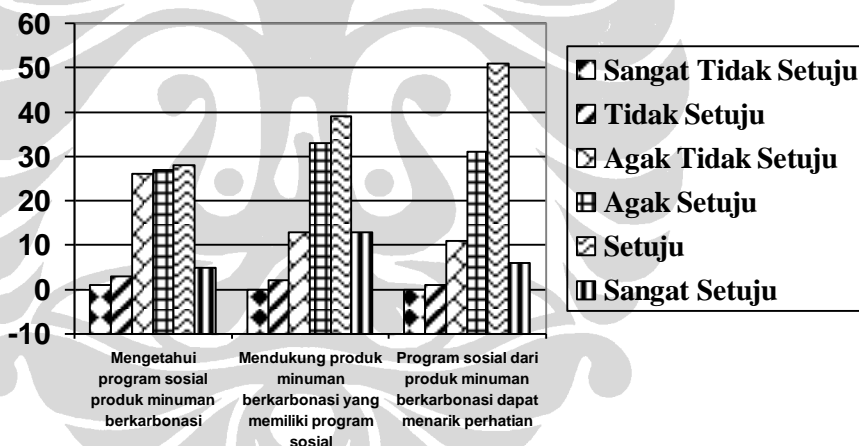 60
50
40
30
20
10
0
-10
Mengetahui
program sosial
produk minuman
berkarbonasi
Mendukung produk
minuman
berkarbonasi yang
memiliki program
sosial
Program sosial dari
produk minuman
berkarbonasi dapat
menarik perhatian
Sangat Tidak Setuju
Tidak Setuju
Agak Tidak Setuju
Agak Setuju
Setuju
Sangat Setuju